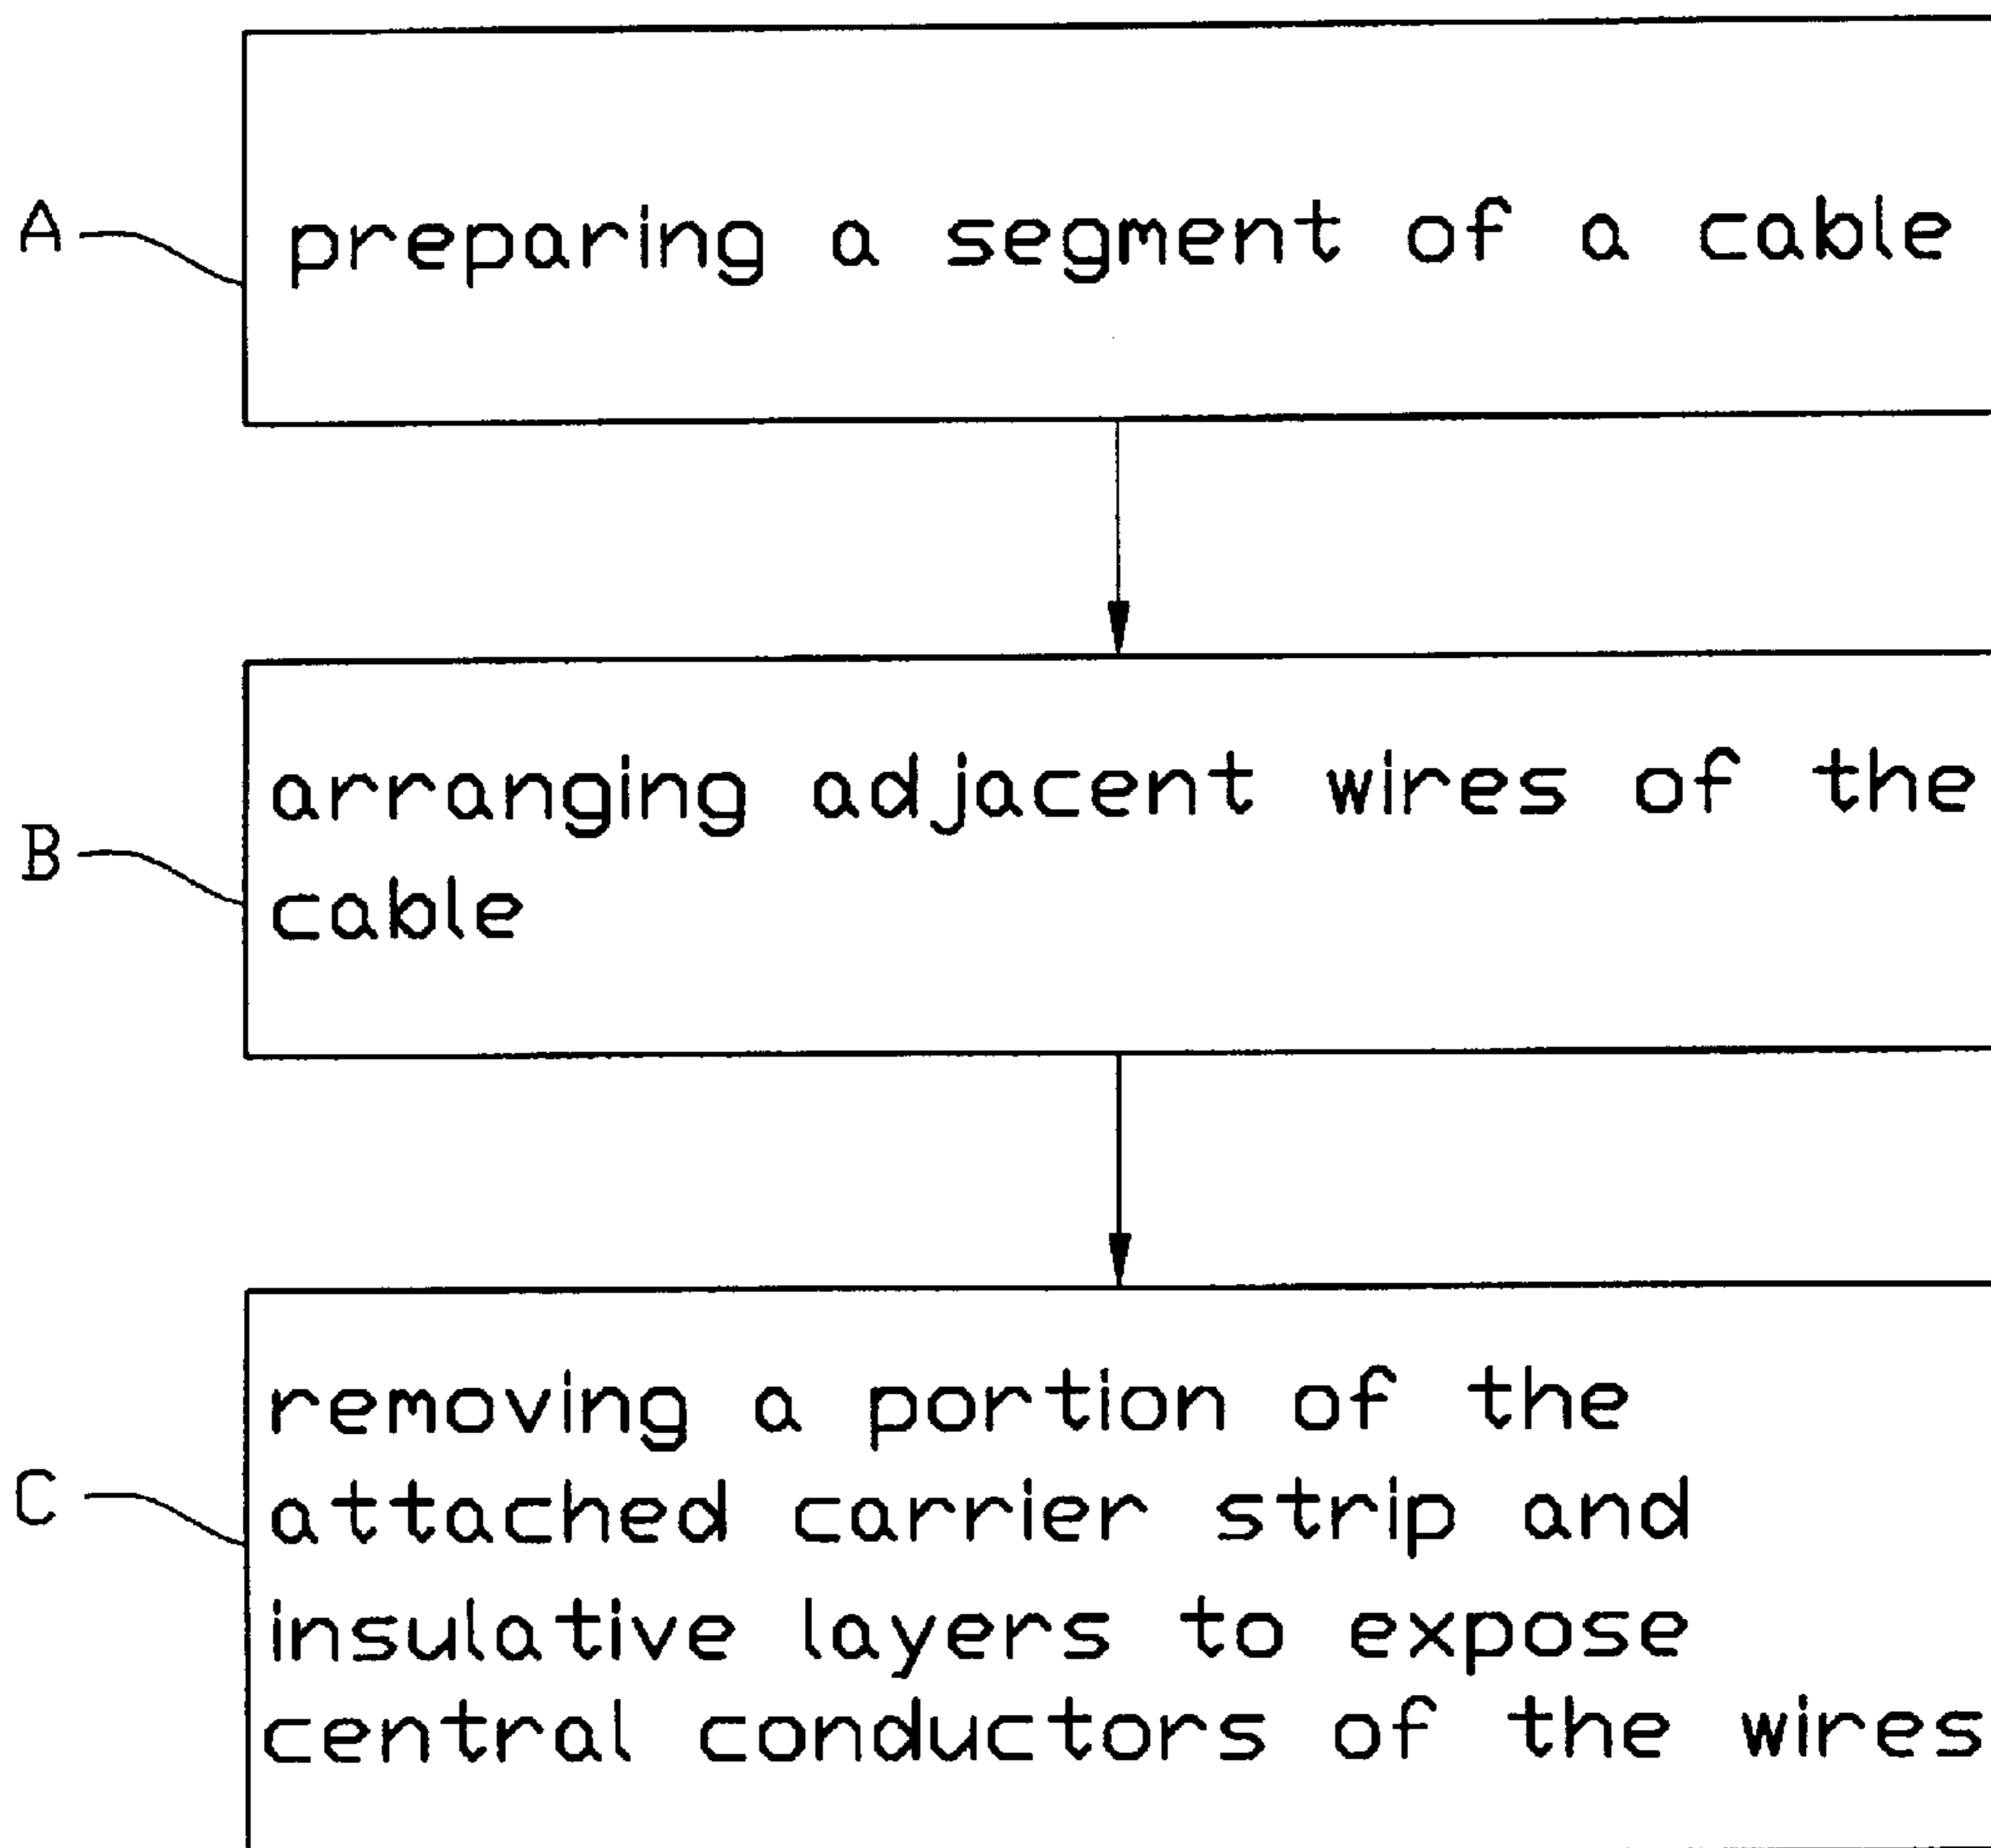 A
preparing a segment of a cable
arranging adjacent wires of the
B
cable
removing a portion of the
C
attached carrier strip and
insulative layers to expose
central conductors of the wires